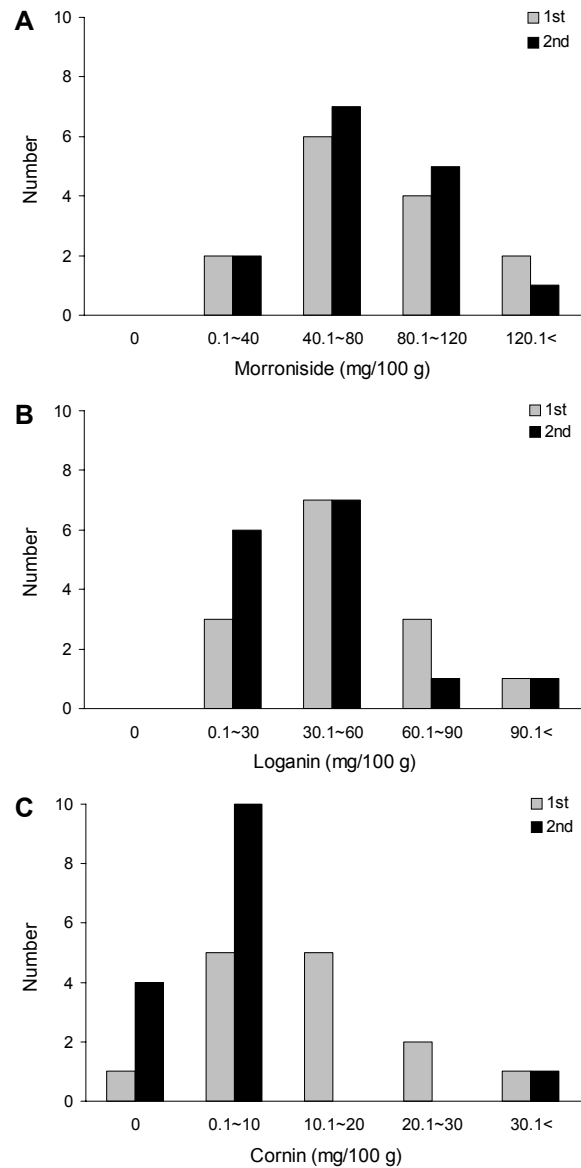 A
1st
2nd
10
8
6
4
2
0
Number
0 0.1~40 40.1~80 80.1~120 120.1<
Morroniside (mg/100 g)
B
1st
2nd
10
8
6
4
2
0
Number
0 0.1~30 30.1~60 60.1~90 90.1<
Loganin (mg/100 g)
C
1st
2nd
10
8
6
4
2
0
Number
0 0.1~10 10.1~20 20.1~30 30.1<
Cornin (mg/100 g)